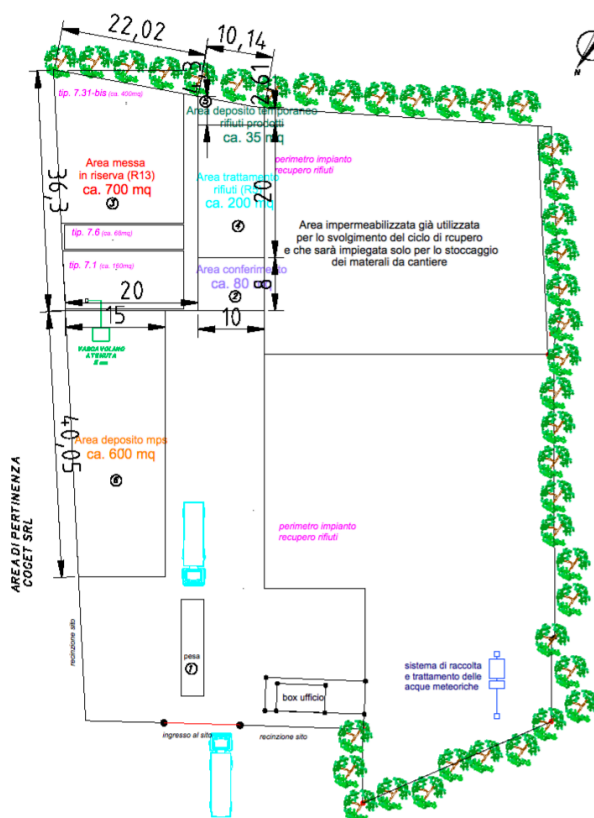 22,02
10,14
4,3
2,61
N
tip. 7.31-bis (ca. 400mq)
5
Area deposito temporaneo
rifiuti prodotti
ca. 35 mq
36,3
Area messa
in riserva (R13)
ca. 700 mq
3
perimetro impianto
recupero rifiuti
Area trattamento
ca. 200 mq
20
4
Area impermeabilizzata già utilizzata
per lo svolgimento del ciclo di rcupero
e che sarà impiegata solo per lo stoccaggio
dei materali da cantiere
tip. 7.6 (ca. 68mq)
tip. 7.1 (ca. 150mq)
Area conferimento
ca. 80
2
8
20
15
10
VASCA VOLANO
A TENUTA
40,05
Area deposito mps
ca. 600 mq
6
AREA DI PERTINENZA
COGET SRL
perimetro impianto
recupero rifiuti
recinzione sito
pesa
1
box ufficio
sistema di raccolta
e trattamento delle
acque meteoriche
ingresso al sito
recinzione sito